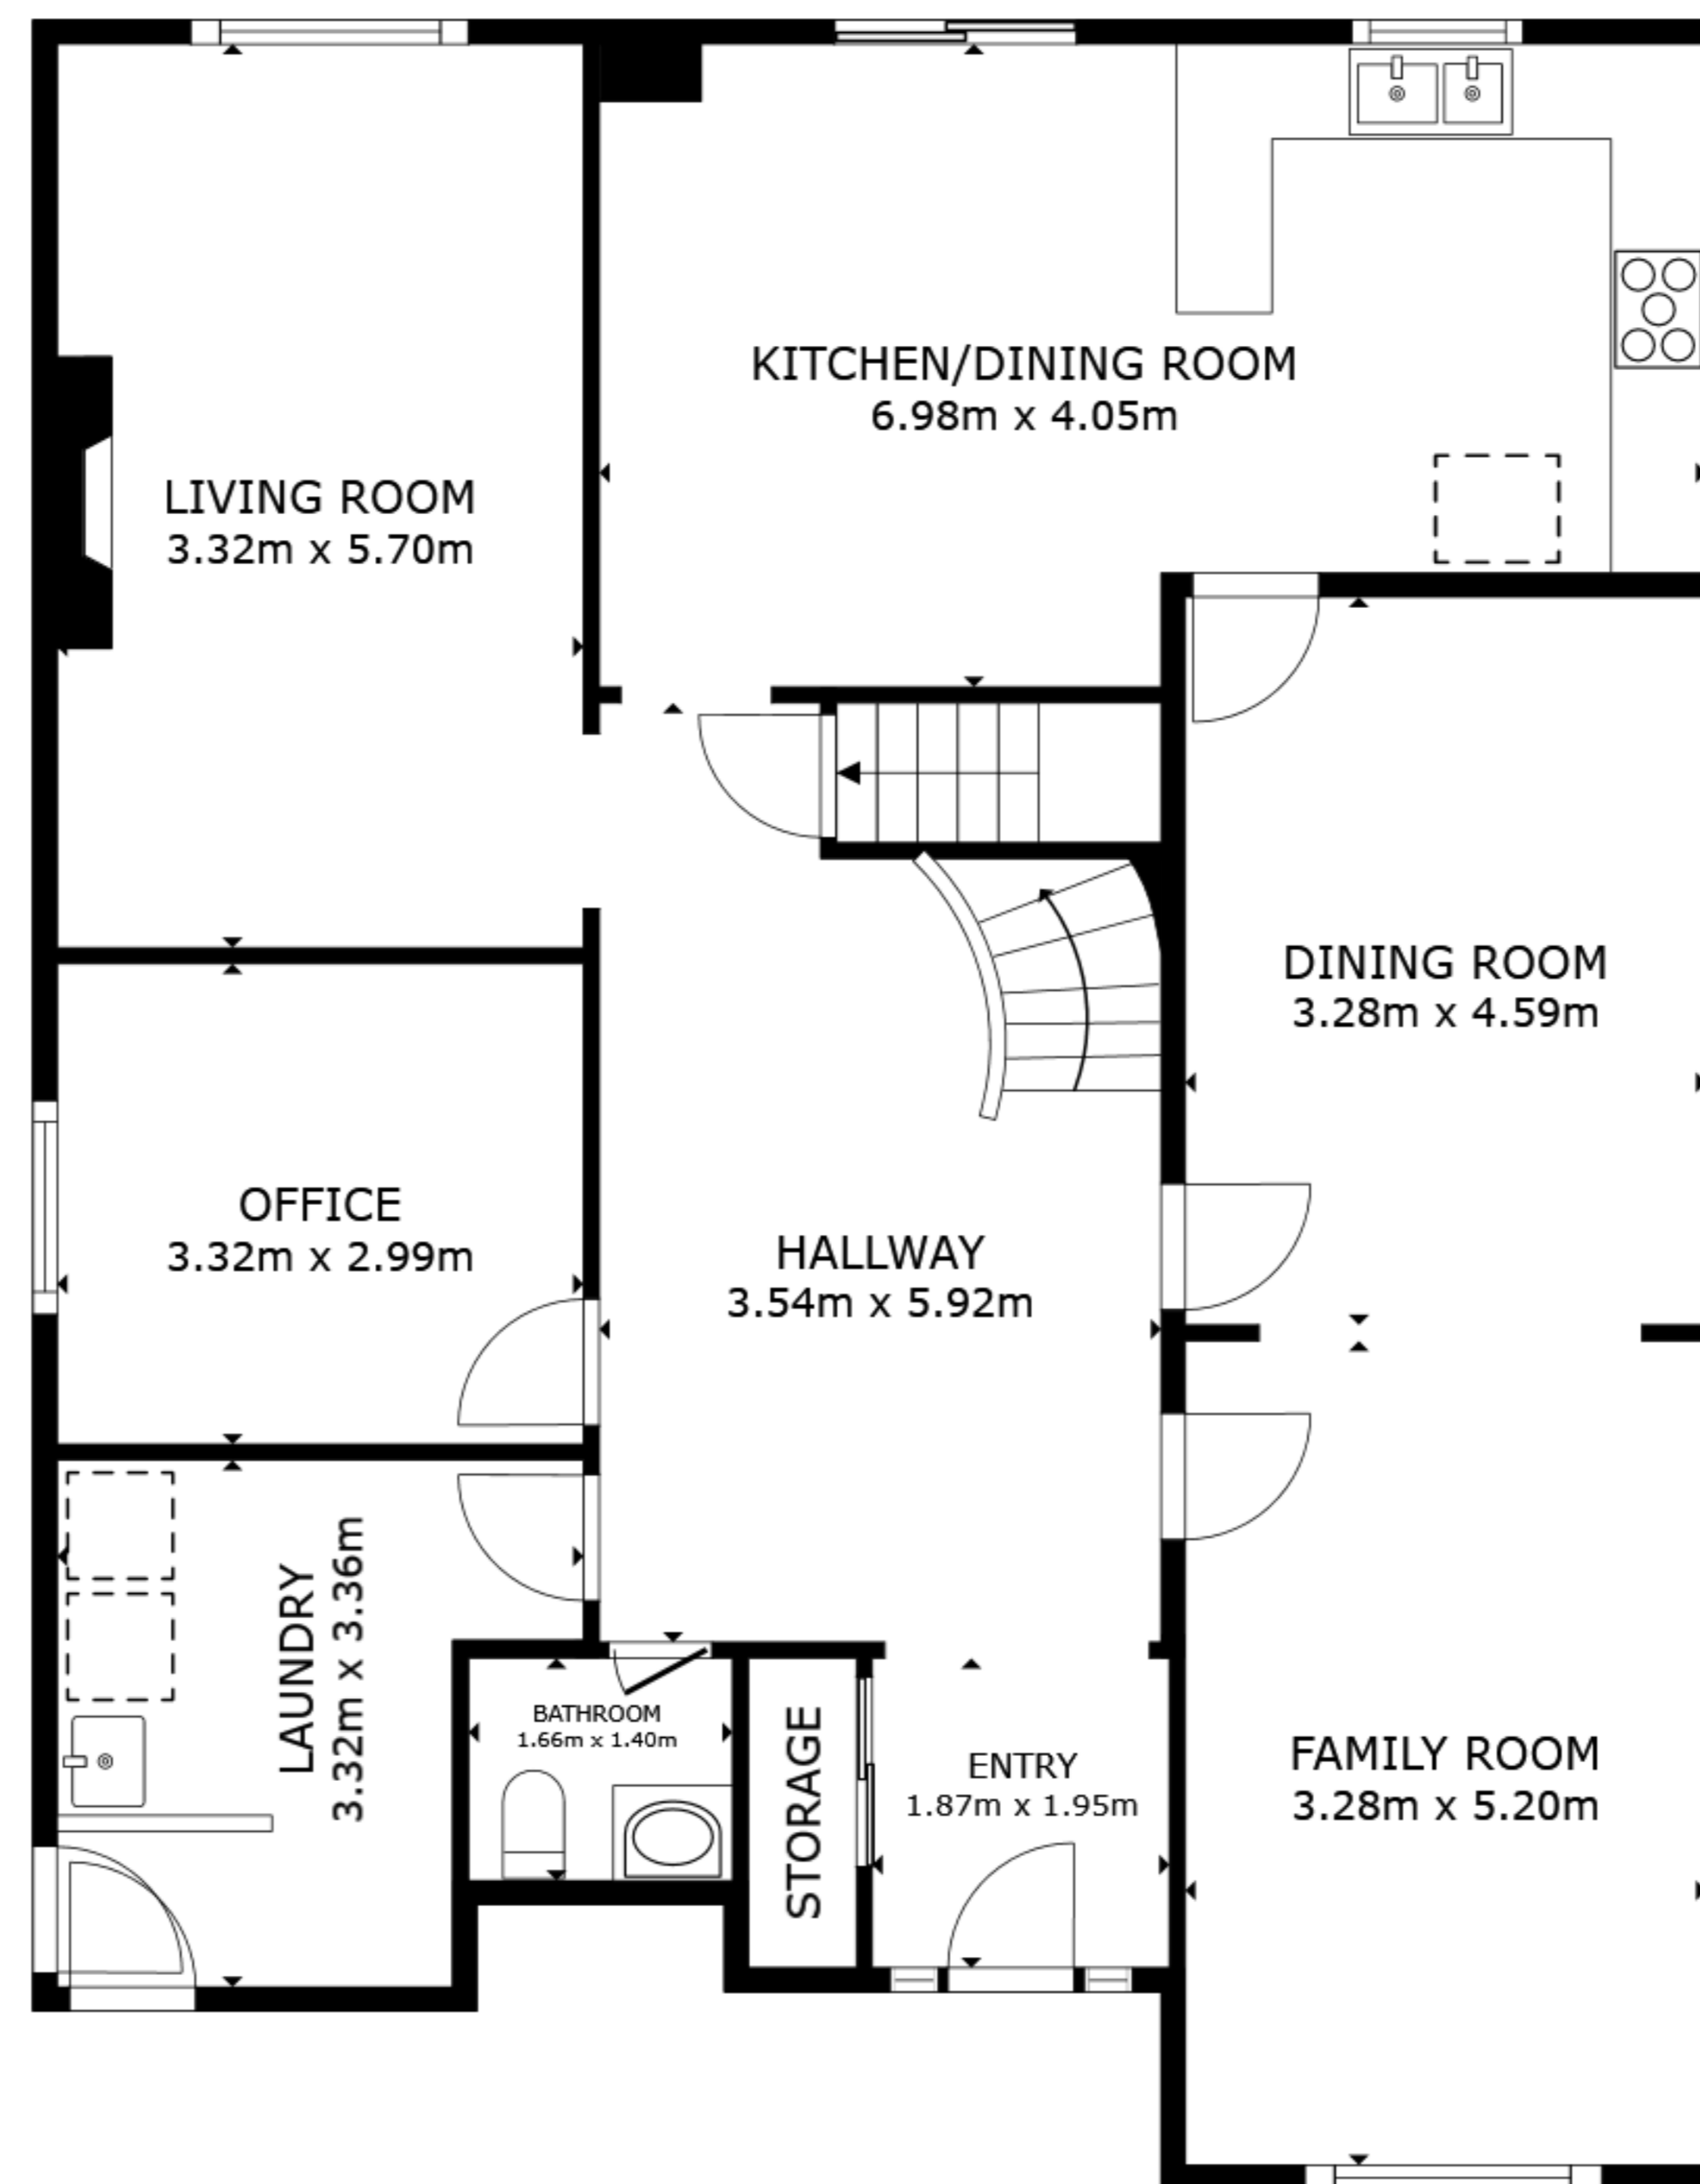 KITCHEN/DINING ROOM
6.98m x 4.05m
LIVING ROOM
3.32m x 5.70m
DINING ROOM
3.28m x 4.59m
OFFICE
3.32m x 2.99m
HALLWAY
3.54m x 5.92m
LAUNDRY
3.32m x 3.36m
BATHROOM
1.66m x 1.40m
STORAGE
ENTRY
1.87m x 1.95m
FAMILY ROOM
3.28m x 5.20m